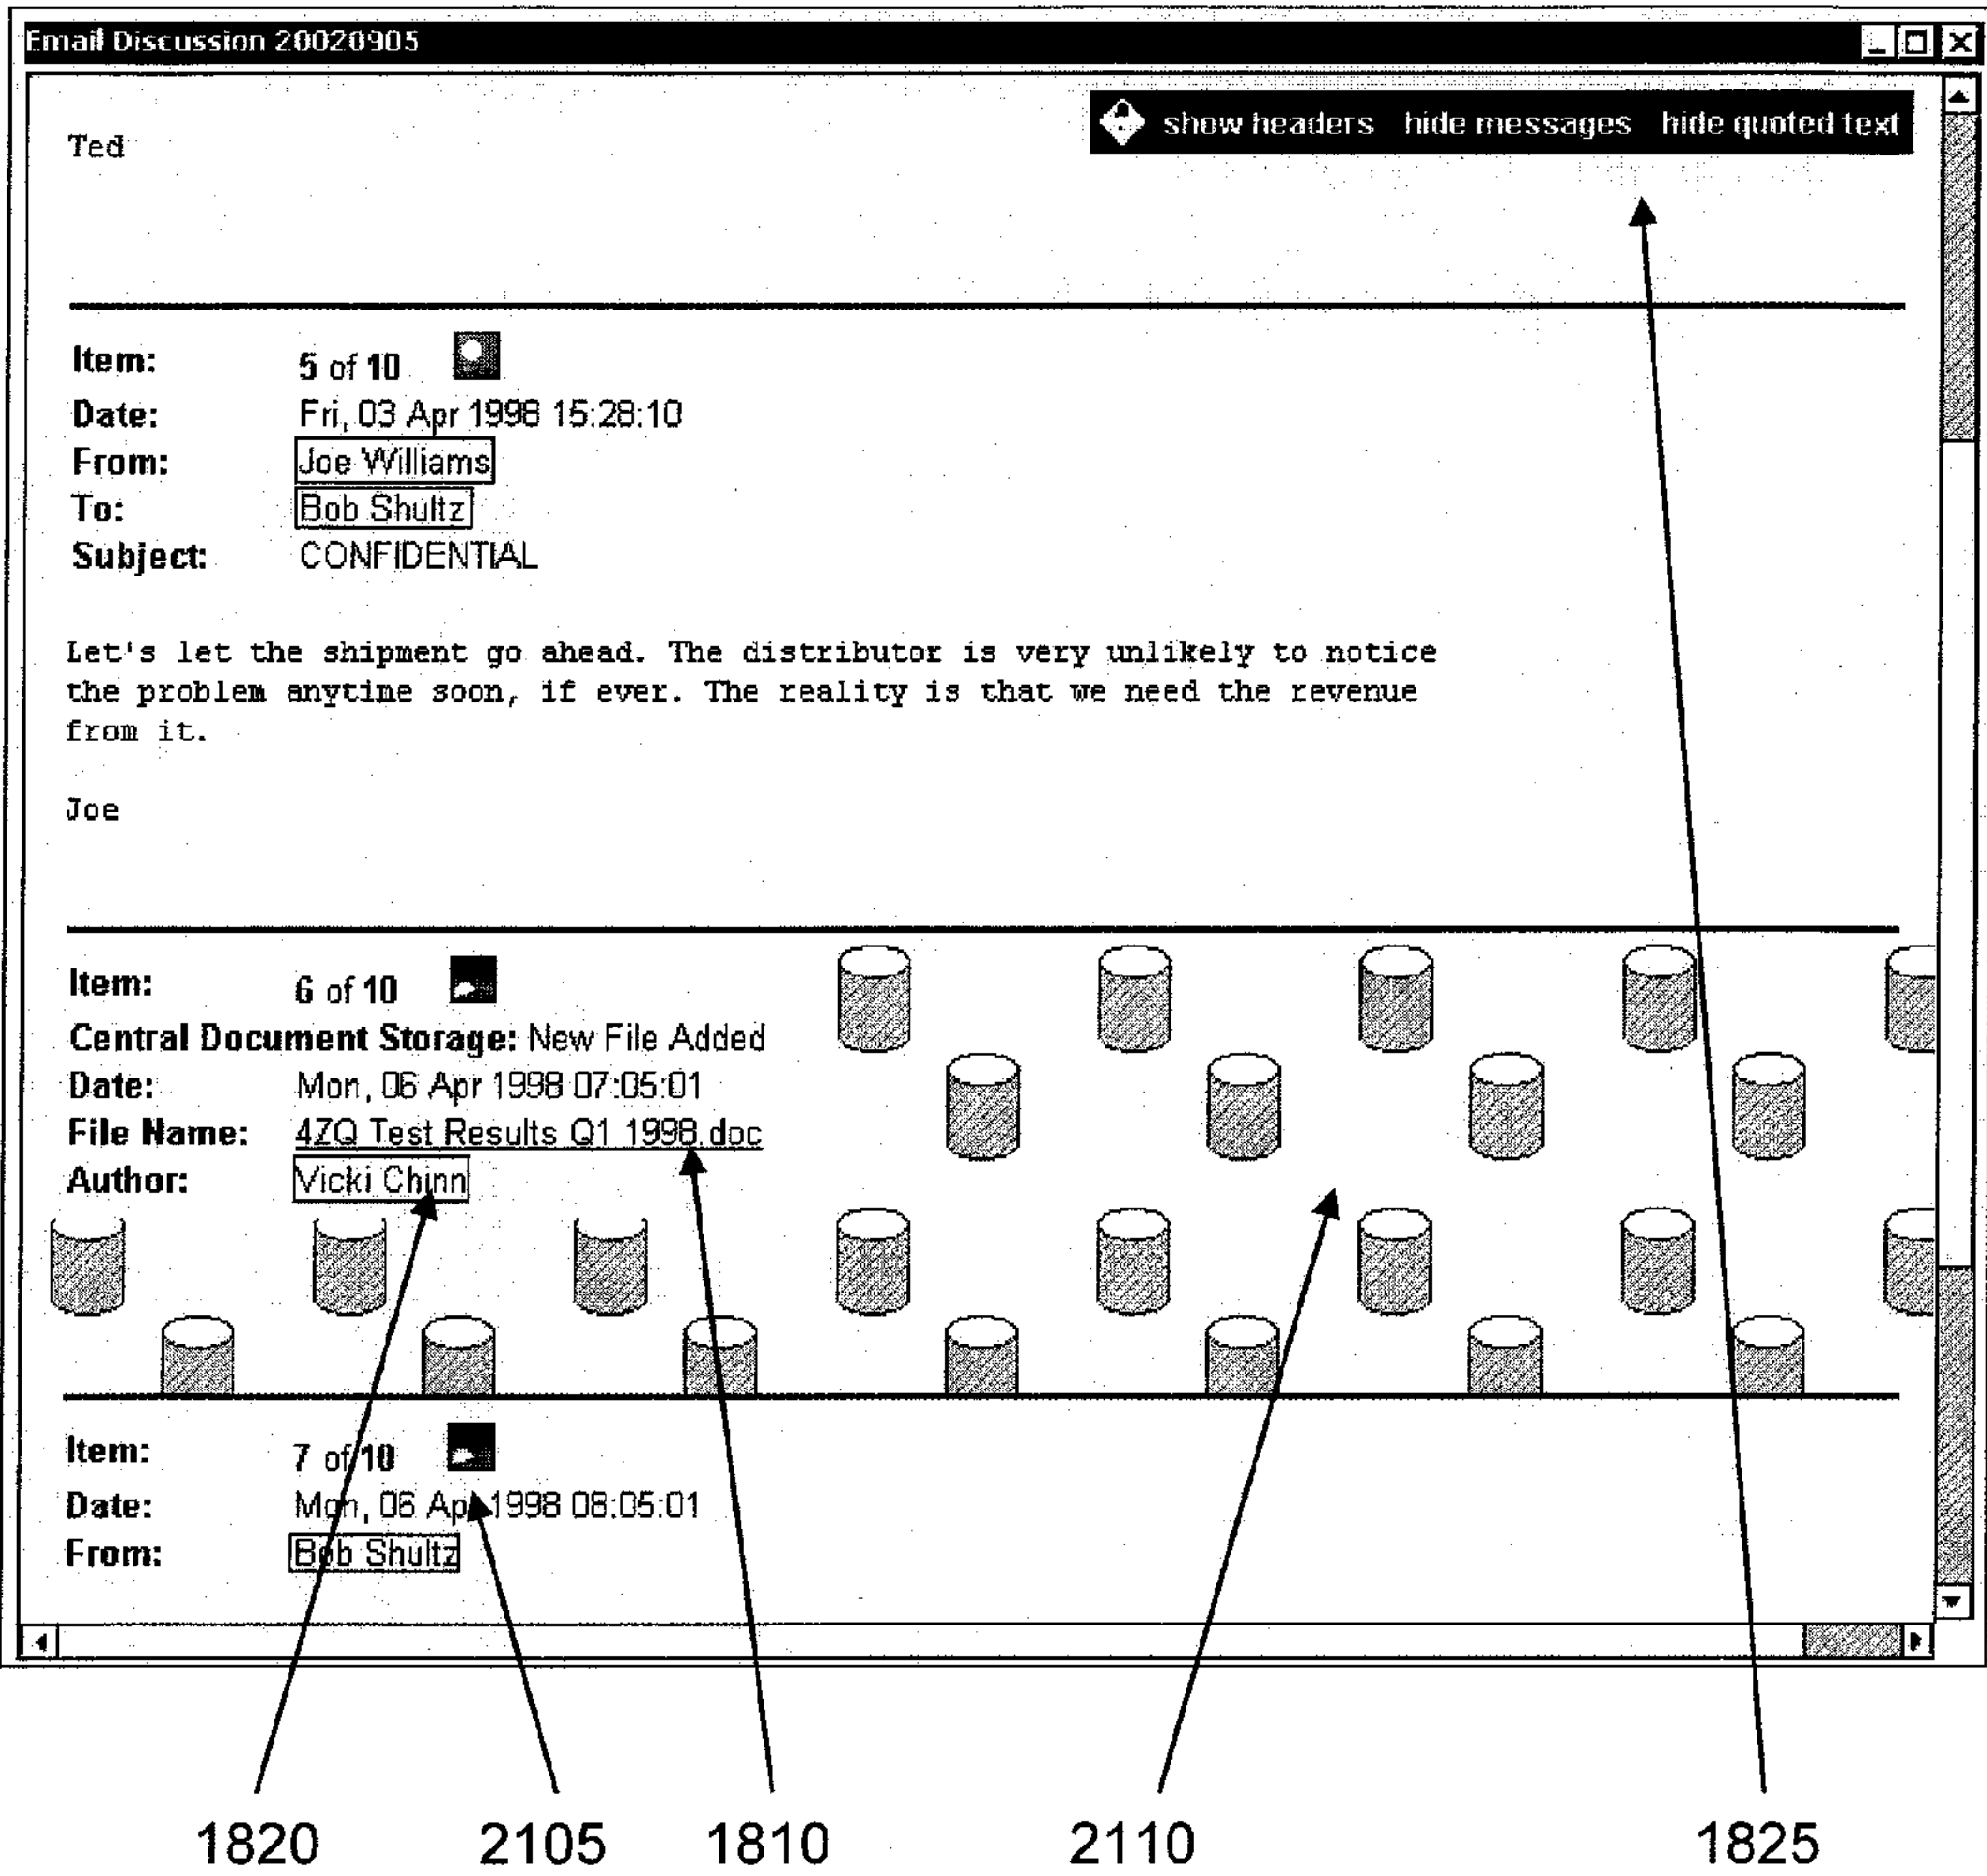 Email Discussion 20020905
show headers hide messages hide quoted text
Ted
Item: 5 of 10
Date: Fri, 03 Apr 1998 15:28:10
From: Joe Williams
To: Bob Shultz
Subject: CONFIDENTIAL
Let's let the shipment go ahead. The distributor is very unlikely to notice
the problem anytime soon, if ever. The reality is that we need the revenue
from it.
Joe
Item: 6 of 10
Central Document Storage: New File Added
Date: Mon, 06 Apr 1998 07:05:01
File Name: 4ZQ Test Results Q1 1998.doc
Author: Vicki Chinn
Item: 7 of 10
Date: Mon, 06 Apr 1998 08:05:01
From: Bob Shultz
1820 2105 1810 2110 1825